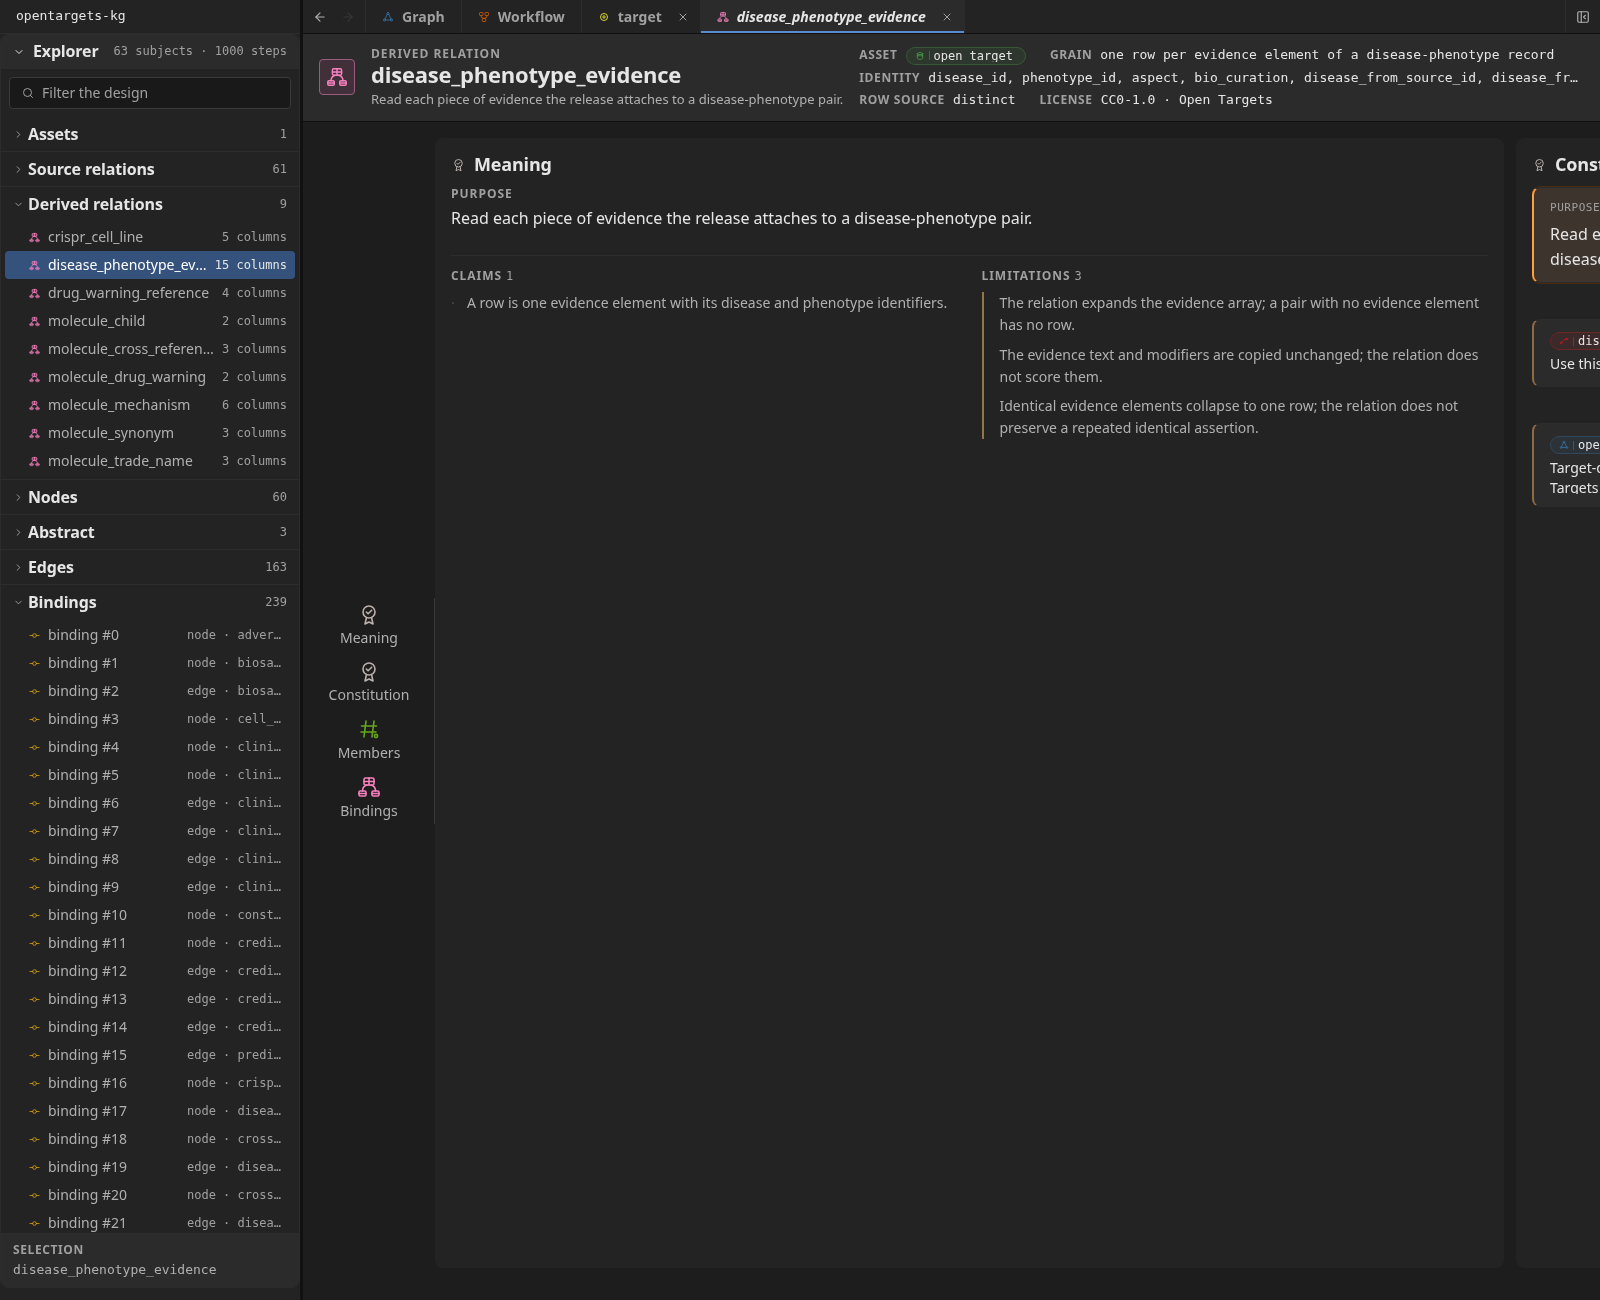 opentargets-kg
Explorer 63 subjects · 1000 steps
Filter the design
Assets 1
Source relations 61
Derived relations 9
crispr_cell_line 5 columns
disease_phenotype_ev... 15 columns
drug_warning_reference 4 columns
molecule_child 2 columns
molecule_cross_referen... 3 columns
molecule_drug_warning 2 columns
molecule_mechanism 6 columns
molecule_synonym 3 columns
molecule_trade_name 3 columns
Nodes 60
Abstract 3
Edges 163
Bindings 239
binding #0 node · adver…
binding #1 node · biosa…
binding #2 edge · biosa…
binding #3 node · cell_…
binding #4 node · clini…
binding #5 node · clini…
binding #6 edge · clini…
binding #7 edge · clini…
binding #8 edge · clini…
binding #9 edge · clini…
binding #10 node · const…
binding #11 node · credi…
binding #12 edge · credi…
binding #13 edge · credi…
binding #14 edge · credi…
binding #15 edge · predi…
binding #16 node · crisp…
binding #17 node · disea…
binding #18 node · cross…
binding #19 edge · disea…
binding #20 node · cross…
binding #21 edge · disea…
SELECTION
disease_phenotype_evidence
Graph Workflow target disease_phenotype_evidence
DERIVED RELATION
disease_phenotype_evidence
Read each piece of evidence the release attaches to a disease-phenotype pair.
ASSET open target GRAIN one row per evidence element of a disease-phenotype record
IDENTITY disease_id, phenotype_id, aspect, bio_curation, disease_from_source_id, disease_fr…
ROW SOURCE distinct LICENSE CC0-1.0 · Open Targets
Meaning
Constitution
Members
Bindings
Meaning
PURPOSE
Read each piece of evidence the release attaches to a disease-phenotype pair.
CLAIMS 1
· A row is one evidence element with its disease and phenotype identifiers.
LIMITATIONS 3
The relation expands the evidence array; a pair with no evidence element
has no row.
The evidence text and modifiers are copied unchanged; the relation does
not score them.
Identical evidence elements collapse to one row; the relation does not
preserve a repeated identical assertion.
Const
PURPOSE
Read e
disease
dis
Use this
ope
Target-
Targets